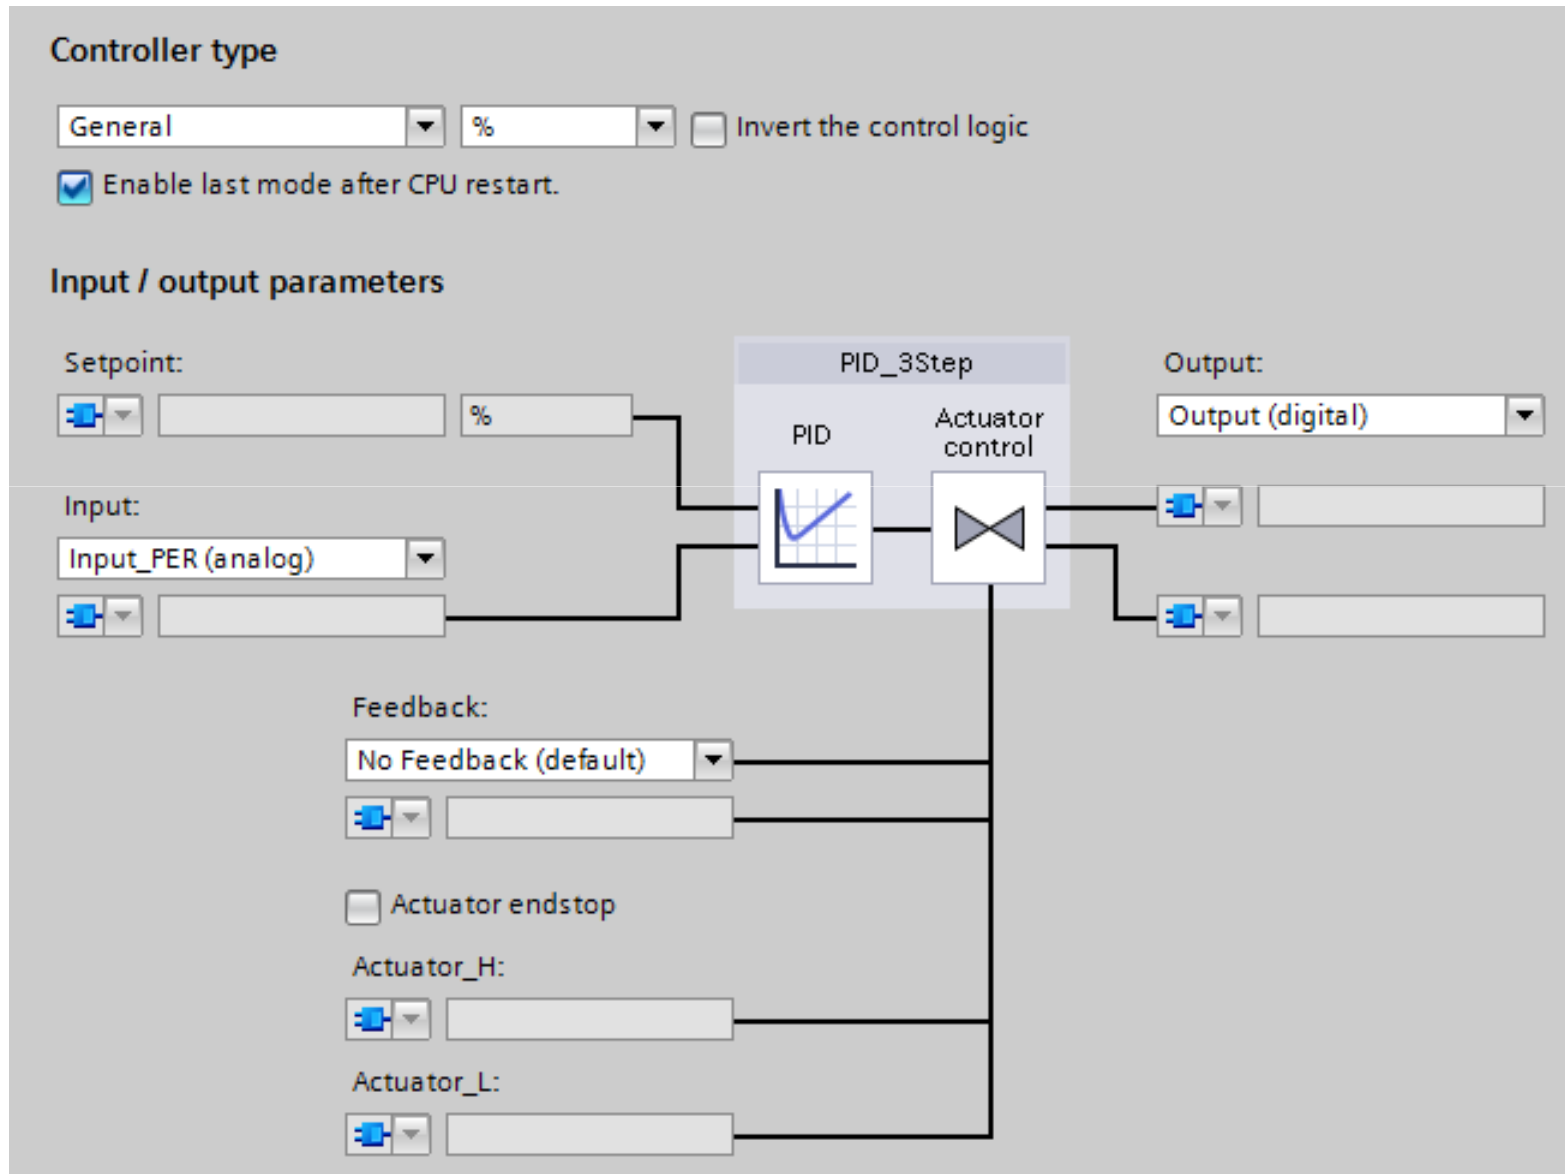 Controller type
General
%
Invert the control logic
Enable last mode after CPU restart.
Input / output parameters
Setpoint:
%
Input:
Input_PER (analog)
PID_3Step
PID
Actuator
control
Output:
Output (digital)
Feedback:
No Feedback (default)
Actuator endstop
Actuator_H:
Actuator_L: